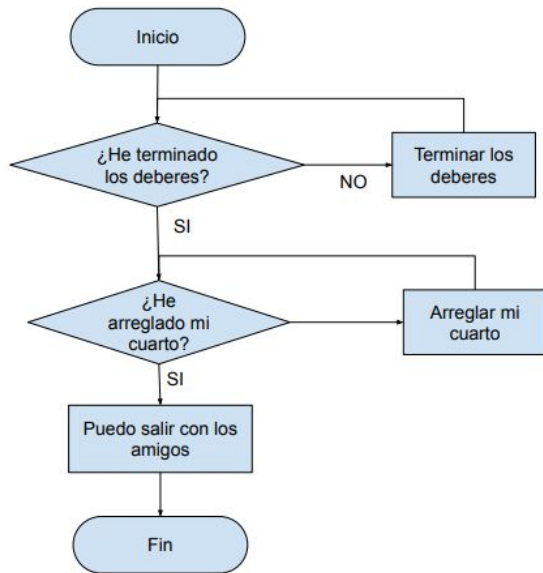 Inicio
¿He terminado
los deberes?
Terminar los
deberes
NO
SI
¿He
arreglado mi
cuarto?
Arreglar mi
cuarto
SI
Puedo salir con los
amigos
Fin